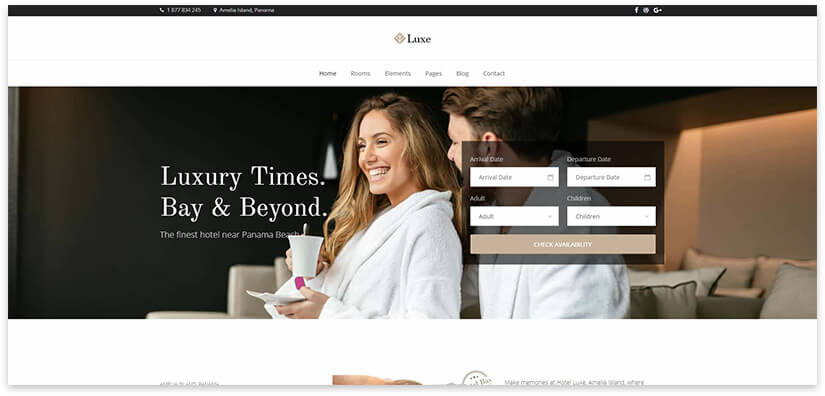 1 877 834 245 Amelia Island, Panama
Luxe
Home Rooms Elements Pages Blog Contact
Luxury Times.
Bay & Beyond.
The finest hotel near Panama Beach
Arrival Date Departure Date
Arrival Date Departure Date
Adult Children
Adult Children
CHECK AVAILABILITY
Make memories at Hotel Luxe, Amelia Island, where